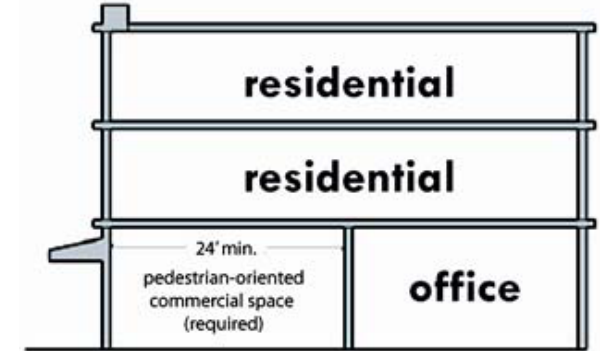 residential
residential
24' min.
pedestrian-oriented
commercial space
(required)
office